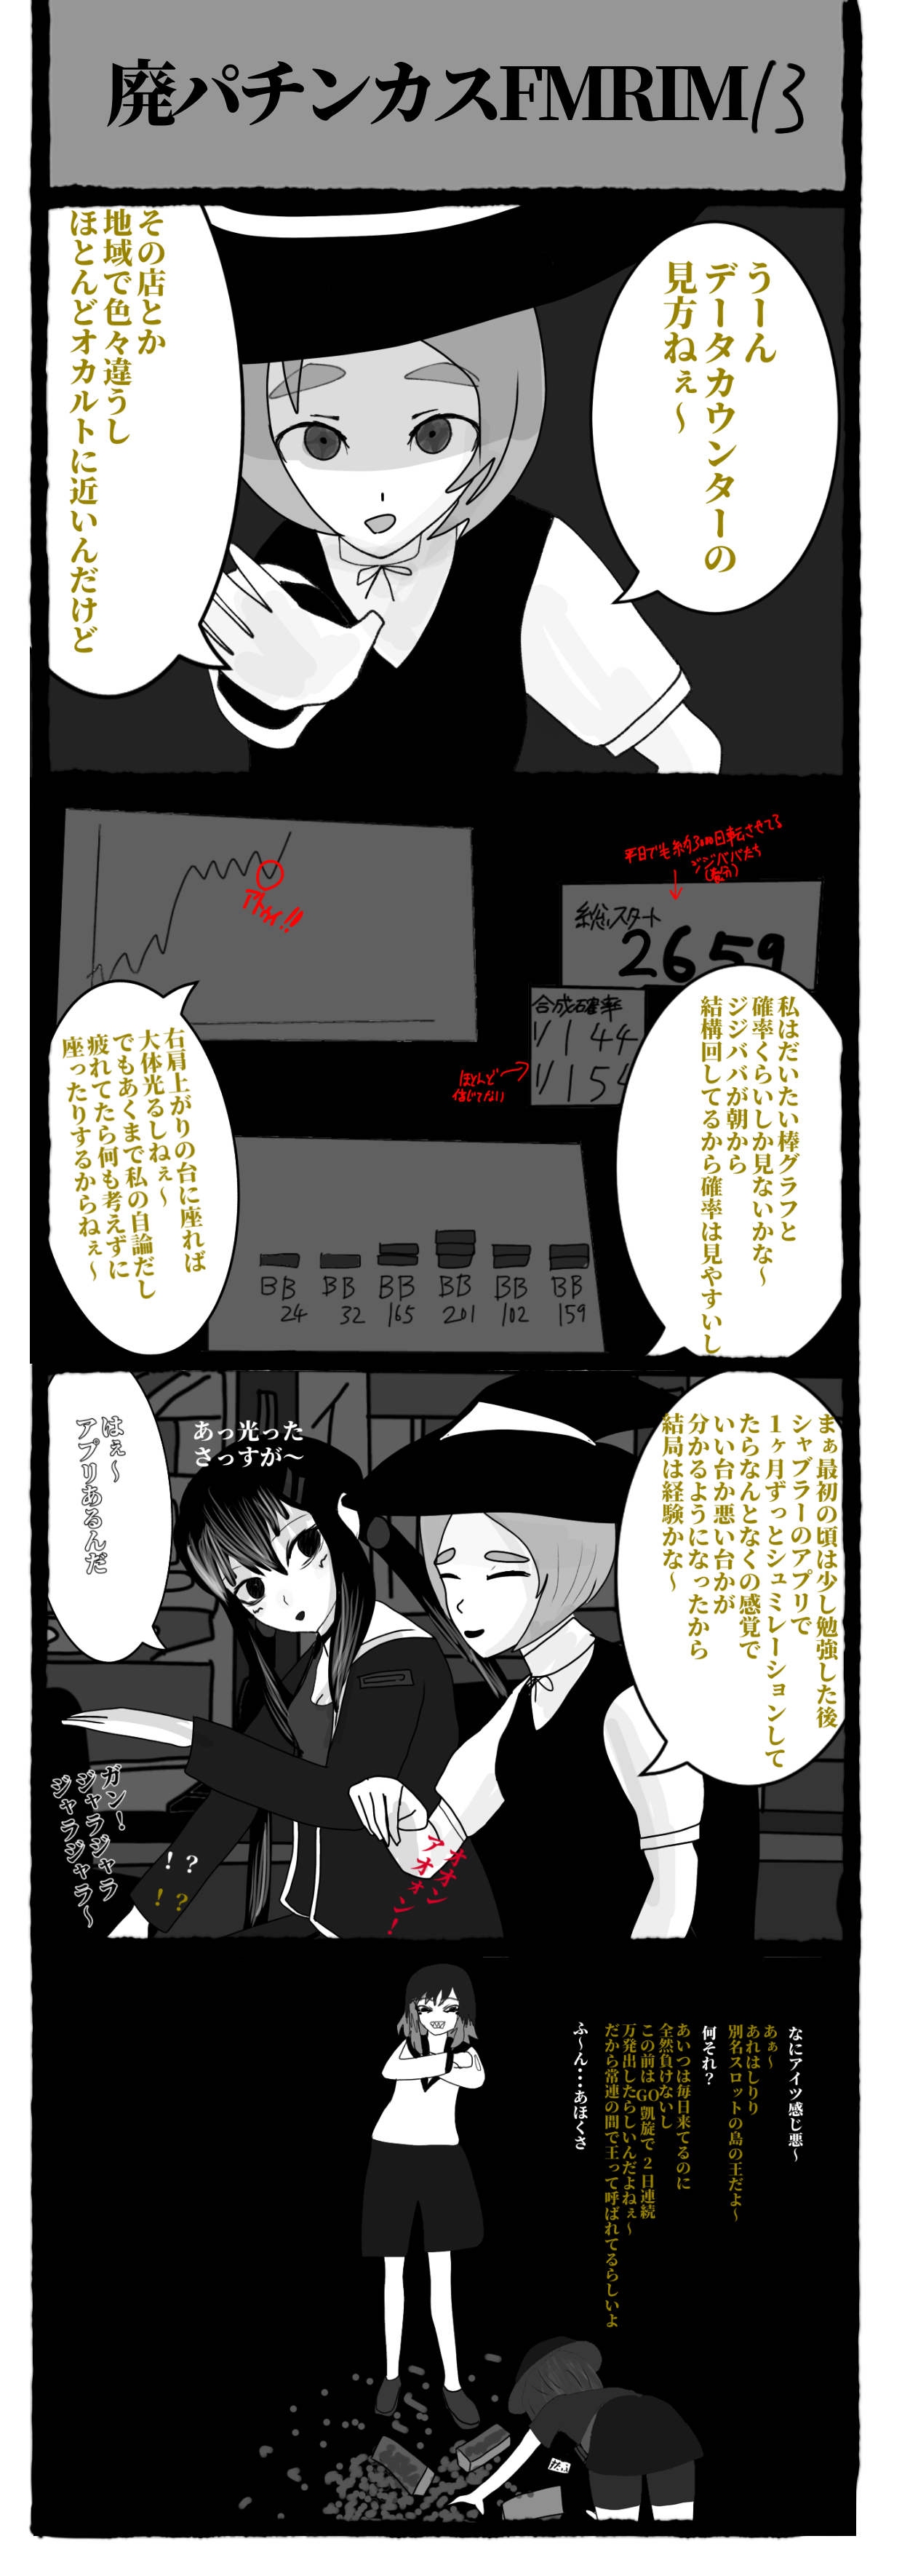 廃パチンカスFMRIM13
うーん
データカウンターの
見方ねぇ～
その店とか
地域で色々違うし
ほとんどオカルトに近いんだけど
アツゥイ!!
平日でも約3000回転させてる
ジジババたち
(養分)
総スタート
2659
合成確率
1/144
1/154
ほとんど
信じてない
私はだいたい棒グラフと
確率くらいしか見ないかな～
ジジババが朝から
結構回してるから確率は見やすいし
右肩上がりの台に座れば
大体光るしねぇ～
でもあくまで私の自論だし
疲れてたら何も考えずに
座ったりするからねぇ～
BB BB BB BB BB BB
24 32 165 201 102 159
まぁ最初の頃は少し勉強した後
シャブラーのアプリで
1ヶ月ずっとシュミレーションして
たらなんとなくの感覚で
いい台か悪い台かが
分かるようになったから
結局は経験かな～
あっ光った
さっすが～
はぇ～
アプリあるんだ
ガン！
ジャラジャラ
ジャラジャラ～
！？
！？
オオン
アオォン！
なにアイツ感じ悪～
あぁ～
あれはしりり
別名スロットの島の王だよ～
何それ？
あいつは毎日来てるのに
全然負けないし
この前はGO凱旋で2日連続
万発出したらしいんだよねぇ～
だから常連の間で王って呼ばれてるらしいよ
ふ～ん…あほくさ